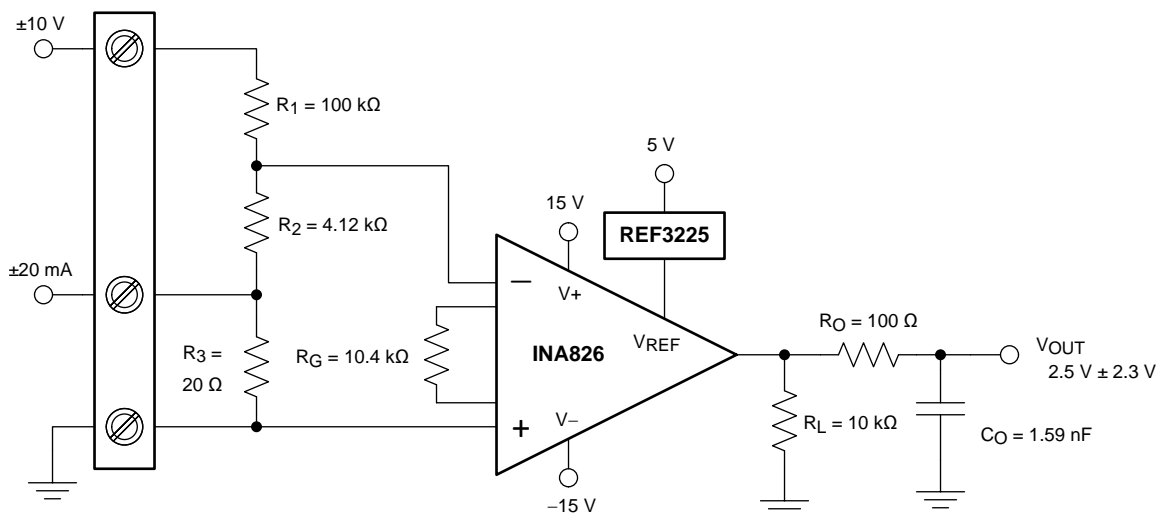 ±10 V
R1 = 100 kΩ
5 V
R2 = 4.12 kΩ
15 V
REF3225
±20 mA
−
V+
RO = 100 Ω
R3 =
20 Ω
RG = 10.4 kΩ
INA826
VREF
VOUT
2.5 V ± 2.3 V
+
V−
RL = 10 kΩ
CO = 1.59 nF
−15 V